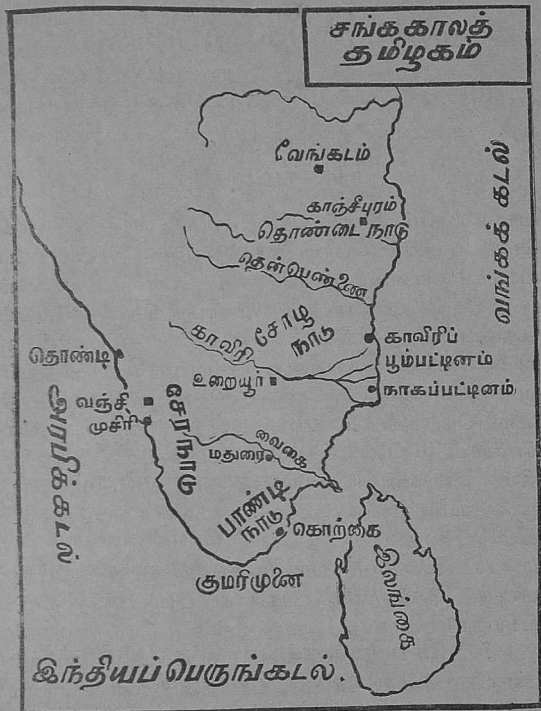 சங்ககாலத்
தமிழகம்
வேங்கடம்
வங்கக் கடல்
காஞ்சீபுரம்
தொண்டை நாடு
தென்பெண்ணை
சோழ
நாடு
காவிரி
காவிரிப்
பூம்பட்டினம்
தொண்டி
உறையூர்
நாகப்பட்டினம்
வஞ்சி
முசிரி
சேரநாடு
அரபிக்கடல்
வைகை
மதுரை
பாண்டி
நாடு
கொற்கை
குமரிமுனை
இலங்கை
இந்தியப்பெருங்கடல்.